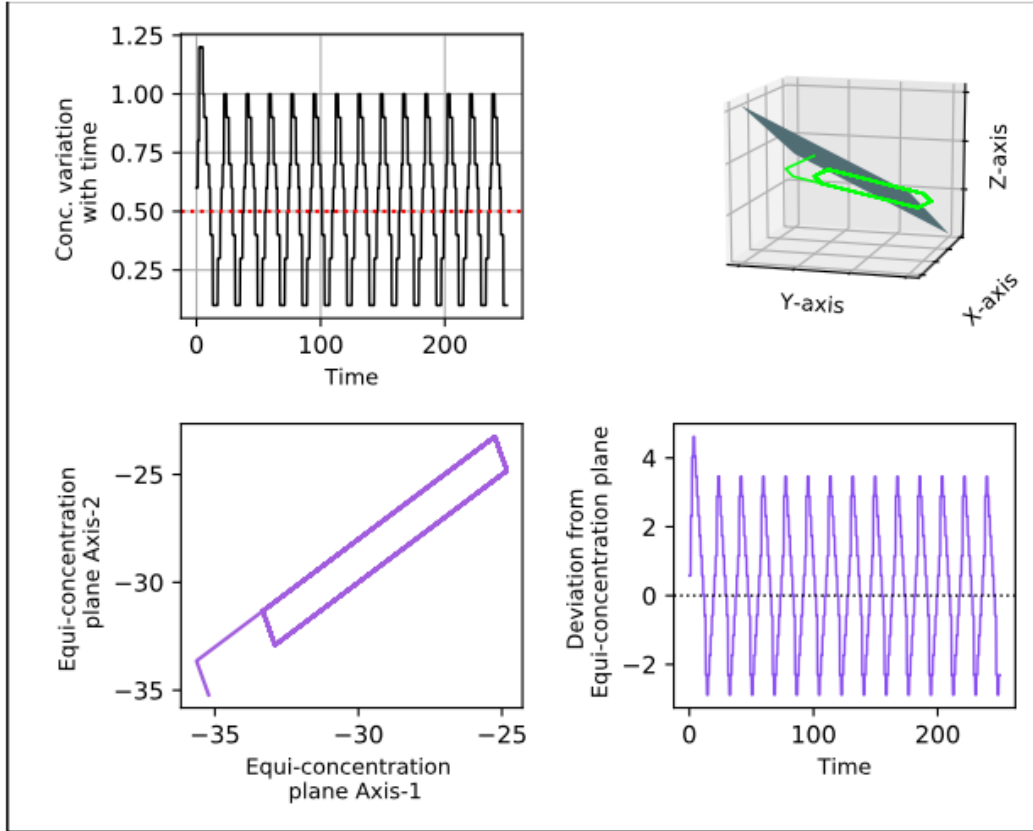 Conc. variation
with time
1.25
1.00
0.75
0.50
0.25
0
100
200
Time
Z-axis
Y-axis
X-axis
Equi-concentration
plane Axis-2
−25
−30
−35
−35
−30
−25
Equi-concentration
plane Axis-1
Deviation from
Equi-concentration plane
4
2
0
−2
0
100
200
Time